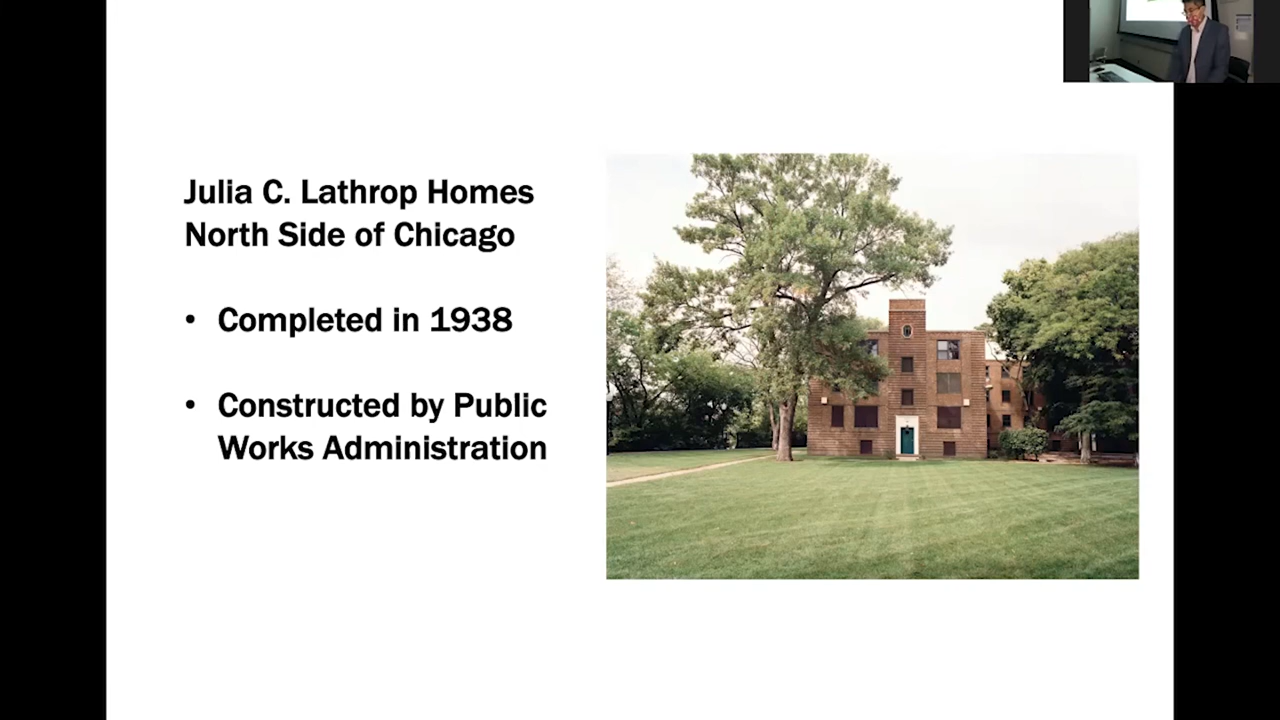 Julia C. Lathrop Homes
North Side of Chicago
• Completed in 1938
• Constructed by Public
Works Administration